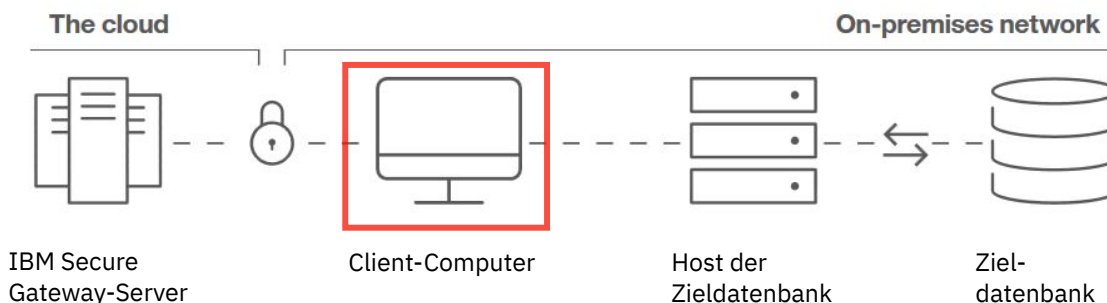 The cloud
On-premises network
IBM Secure
Gateway-Server
Client-Computer
Host der
Zieldatenbank
Ziel-
datenbank